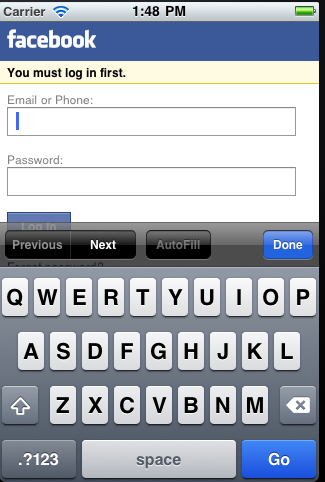 Carrier 1:48 PM
facebook
You must log in first.
Email or Phone:
Password:
Log In
Previous Next AutoFill Done
Forgot password?
Q W E R T Y U I O P
A S D F G H J K L
Z X C V B N M
.?123 space Go